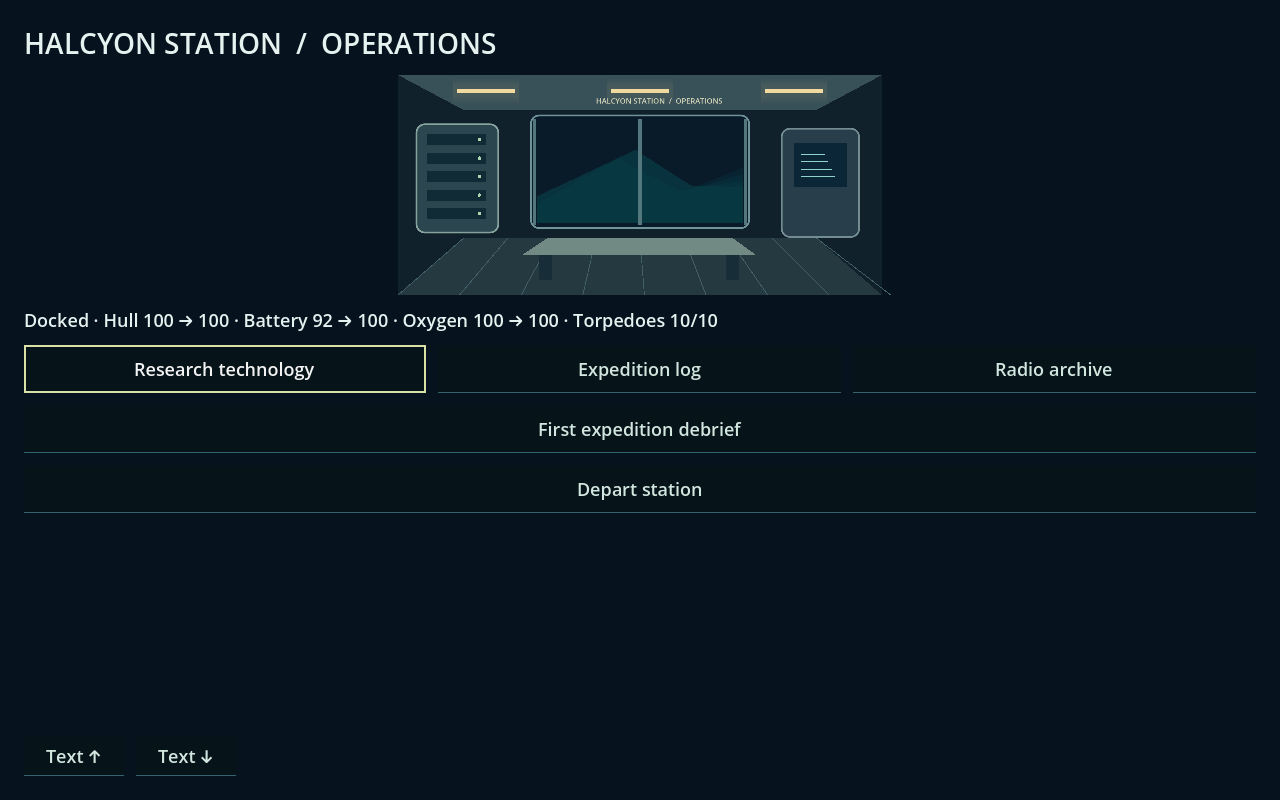 HALCYON STATION / OPERATIONS
HALCYON STATION / OPERATIONS
Docked · Hull 100 → 100 · Battery 92 → 100 · Oxygen 100 → 100 · Torpedoes 10/10
Research technology Expedition log Radio archive
First expedition debrief
Depart station
Text ↑ Text ↓